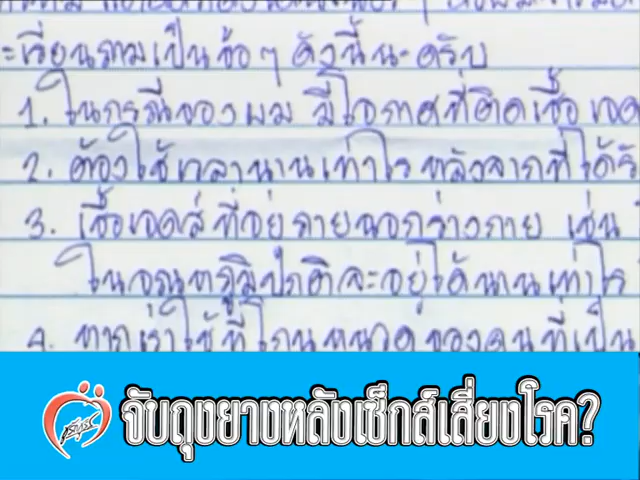 ะเรียนถามเป็นข้อๆ ดังนี้นะครับ
1. ในกรณีของผม มีโอกาสที่ติดเชื้อเอด
2. ต้องใช้เวลานานเท่าไร หลังจากที่ได้รั
3. เชื้อเอดส์ที่อยู่ภายนอกร่างกาย เช่น
ในอุณหภูมิปกติจะอยู่ได้นานเท่าไร
4. หากเราใช้ที่โกนหนวดของคนที่เป็น
จับถุงยางหลังเซ็กส์เสี่ยงโรค?